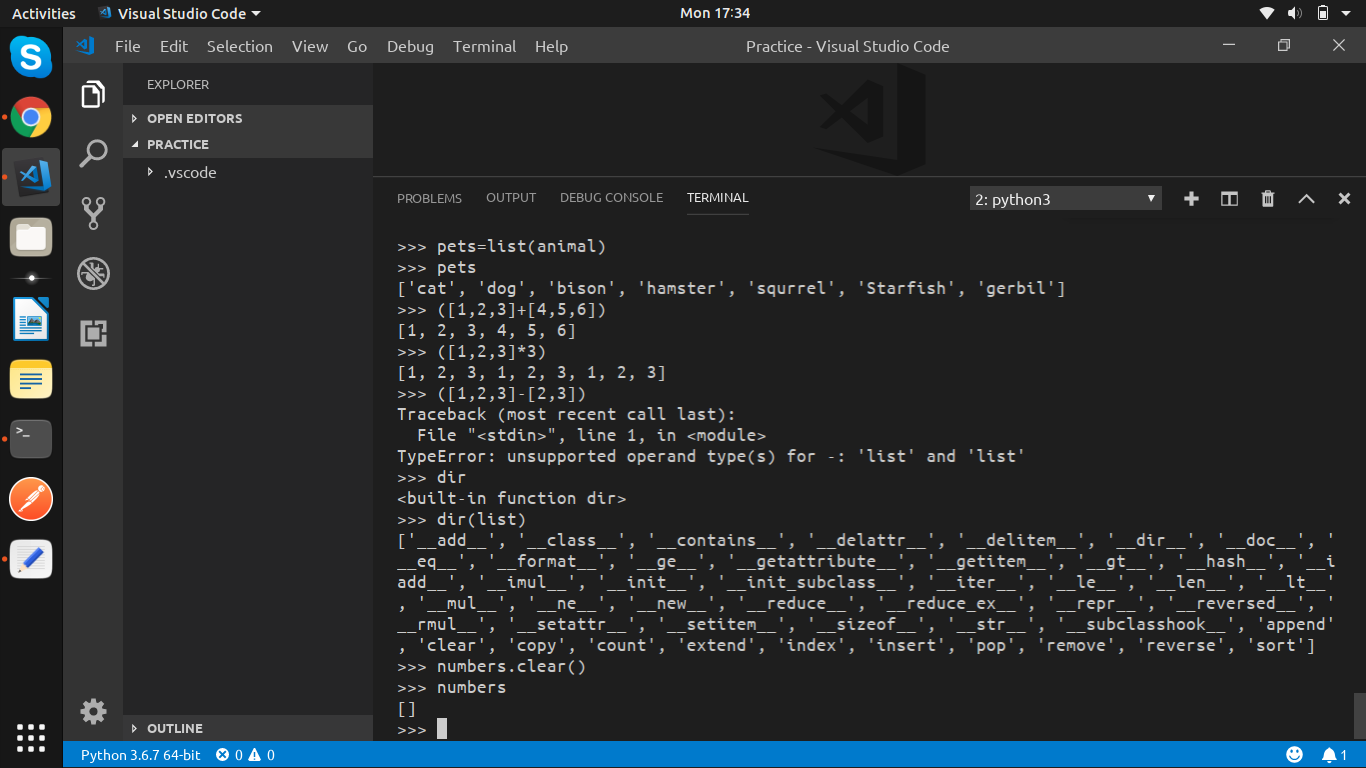 Activities Visual Studio Code Mon 17:34
File Edit Selection View Go Debug Terminal Help Practice - Visual Studio Code
EXPLORER
OPEN EDITORS
PRACTICE
.vscode
OUTLINE
PROBLEMS OUTPUT DEBUG CONSOLE TERMINAL 2: python3
>>> pets=list(animal)
>>> pets
['cat', 'dog', 'bison', 'hamster', 'squrrel', 'Starfish', 'gerbil']
>>> ([1,2,3]+[4,5,6])
[1, 2, 3, 4, 5, 6]
>>> ([1,2,3]*3)
[1, 2, 3, 1, 2, 3, 1, 2, 3]
>>> ([1,2,3]-[2,3])
Traceback (most recent call last):
  File "<stdin>", line 1, in <module>
TypeError: unsupported operand type(s) for -: 'list' and 'list'
>>> dir
<built-in function dir>
>>> dir(list)
['__add__', '__class__', '__contains__', '__delattr__', '__delitem__', '__dir__', '__doc__', '
__eq__', '__format__', '__ge__', '__getattribute__', '__getitem__', '__gt__', '__hash__', '__i
add__', '__imul__', '__init__', '__init_subclass__', '__iter__', '__le__', '__len__', '__lt__'
, '__mul__', '__ne__', '__new__', '__reduce__', '__reduce_ex__', '__repr__', '__reversed__', '
__rmul__', '__setattr__', '__setitem__', '__sizeof__', '__str__', '__subclasshook__', 'append'
, 'clear', 'copy', 'count', 'extend', 'index', 'insert', 'pop', 'remove', 'reverse', 'sort']
>>> numbers.clear()
>>> numbers
[]
>>>
Python 3.6.7 64-bit 0 0 1